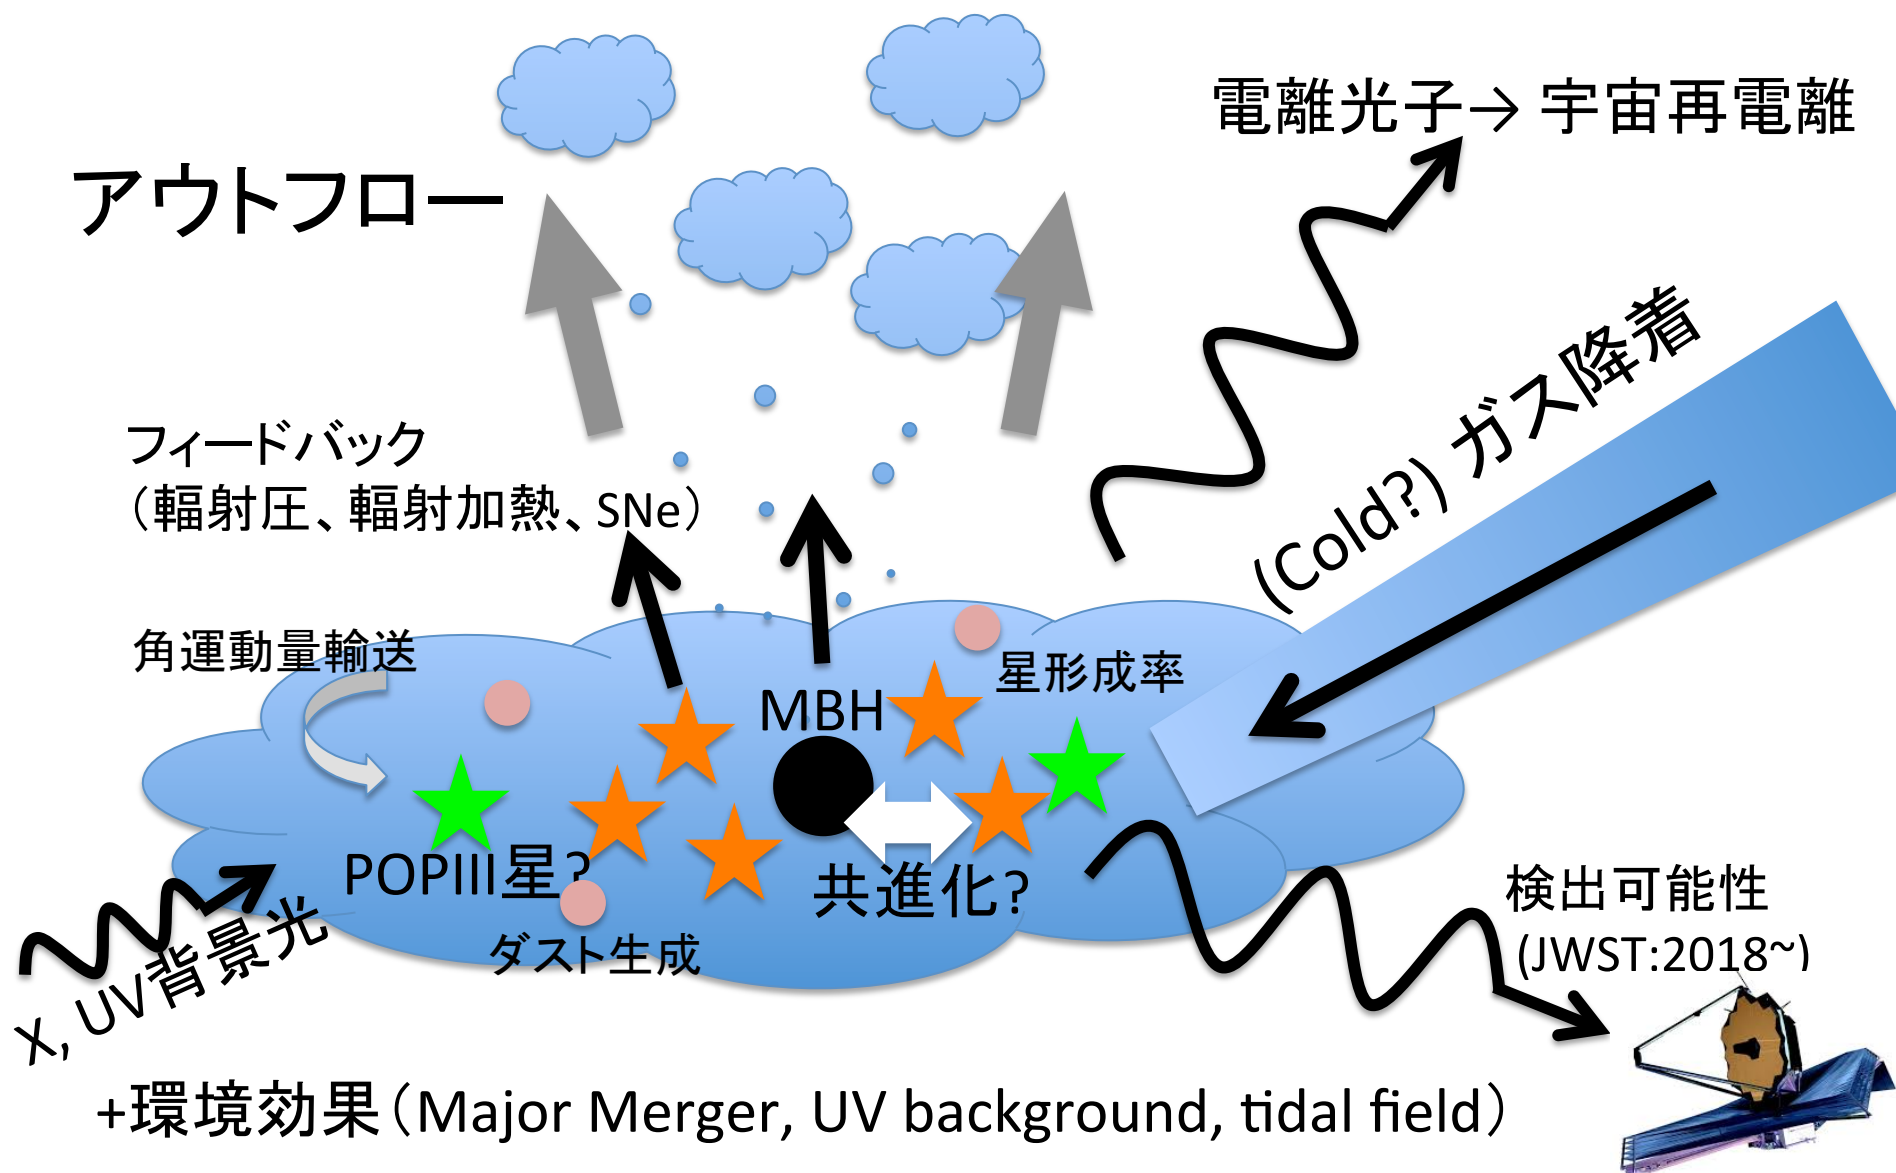 電離光子→ 宇宙再電離
アウトフロー
(Cold?) ガス降着
フィードバック
（輻射圧、輻射加熱、SNe）
角運動量輸送
星形成率
MBH
POPIII星?
共進化?
検出可能性
(JWST:2018~)
ダスト生成
X, UV背景光
+環境効果（Major Merger, UV background, tidal field）